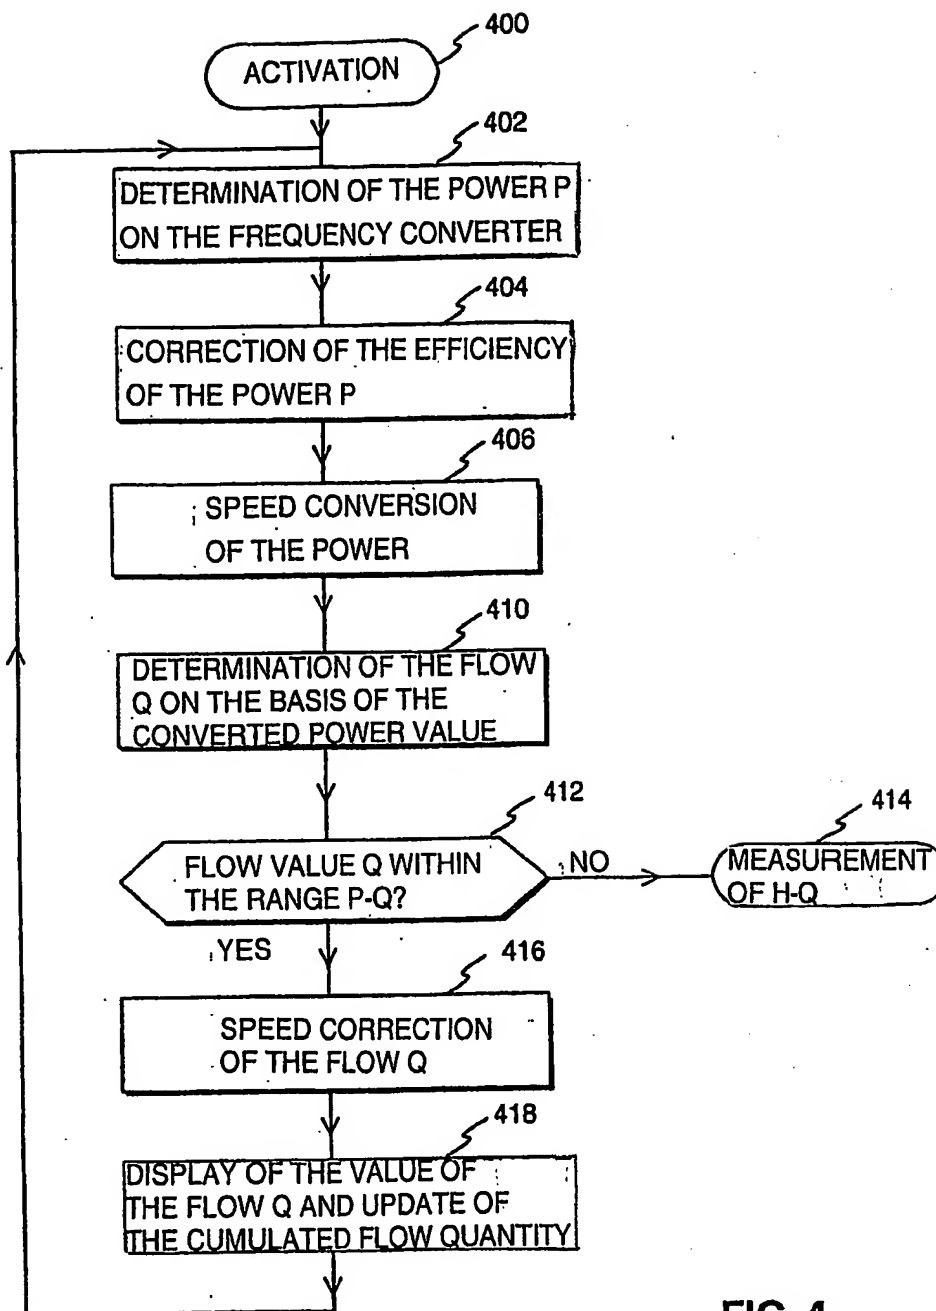 400
ACTIVATION
402
DETERMINATION OF THE POWER P
ON THE FREQUENCY CONVERTER
404
CORRECTION OF THE EFFICIENCY
OF THE POWER P
406
SPEED CONVERSION
OF THE POWER
410
DETERMINATION OF THE FLOW
Q ON THE BASIS OF THE
CONVERTED POWER VALUE
412
FLOW VALUE Q WITHIN
THE RANGE P-Q?
NO
414
MEASUREMENT
OF H-Q
YES
416
SPEED CORRECTION
OF THE FLOW Q
418
DISPLAY OF THE VALUE OF
THE FLOW Q AND UPDATE OF
THE CUMULATED FLOW QUANTITY
FIG. 4